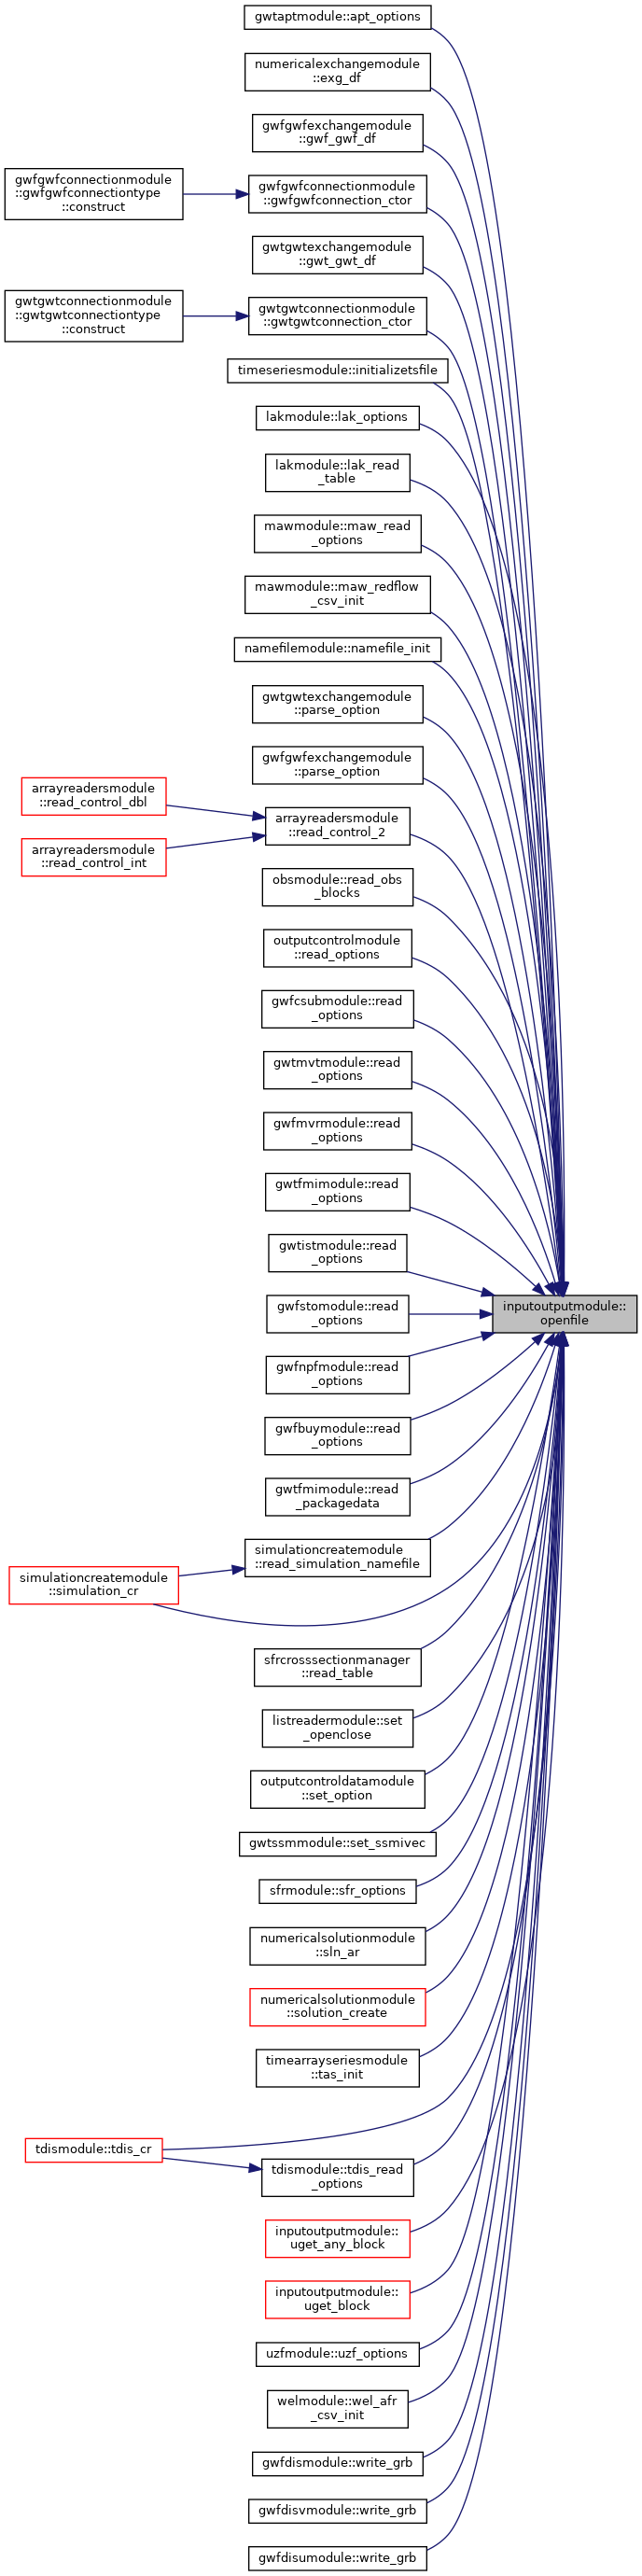 gwtaptmodule::apt_options
numericalexchangemodule
::exg_df
gwfgwfexchangemodule
::gwf_gwf_df
gwfgwfconnectionmodule
::gwfgwfconnectiontype
::construct
gwfgwfconnectionmodule
::gwfgwfconnection_ctor
gwtgwtexchangemodule
::gwt_gwt_df
gwtgwtconnectionmodule
::gwtgwtconnectiontype
::construct
gwtgwtconnectionmodule
::gwtgwtconnection_ctor
timeseriesmodule::initializetsfile
lakmodule::lak_options
lakmodule::lak_read
_table
mawmodule::maw_read
_options
mawmodule::maw_redflow
_csv_init
namefilemodule::namefile_init
gwtgwtexchangemodule
::parse_option
gwfgwfexchangemodule
::parse_option
arrayreadersmodule
::read_control_dbl
arrayreadersmodule
::read_control_2
arrayreadersmodule
::read_control_int
obsmodule::read_obs
_blocks
outputcontrolmodule
::read_options
gwfcsubmodule::read
_options
gwtmvtmodule::read
_options
gwfmvrmodule::read
_options
gwtfmimodule::read
_options
gwtistmodule::read
_options
inputoutputmodule::
openfile
gwfstomodule::read
_options
gwfnpfmodule::read
_options
gwfbuymodule::read
_options
gwtfmimodule::read
_packagedata
simulationcreatemodule
::read_simulation_namefile
simulationcreatemodule
::simulation_cr
sfrcrosssectionmanager
::read_table
listreadermodule::set
_openclose
outputcontroldatamodule
::set_option
gwtssmmodule::set_ssmivec
sfrmodule::sfr_options
numericalsolutionmodule
::sln_ar
numericalsolutionmodule
::solution_create
timearrayseriesmodule
::tas_init
tdismodule::tdis_cr
tdismodule::tdis_read
_options
inputoutputmodule::
uget_any_block
inputoutputmodule::
uget_block
uzfmodule::uzf_options
welmodule::wel_afr
_csv_init
gwfdismodule::write_grb
gwfdisvmodule::write_grb
gwfdisumodule::write_grb